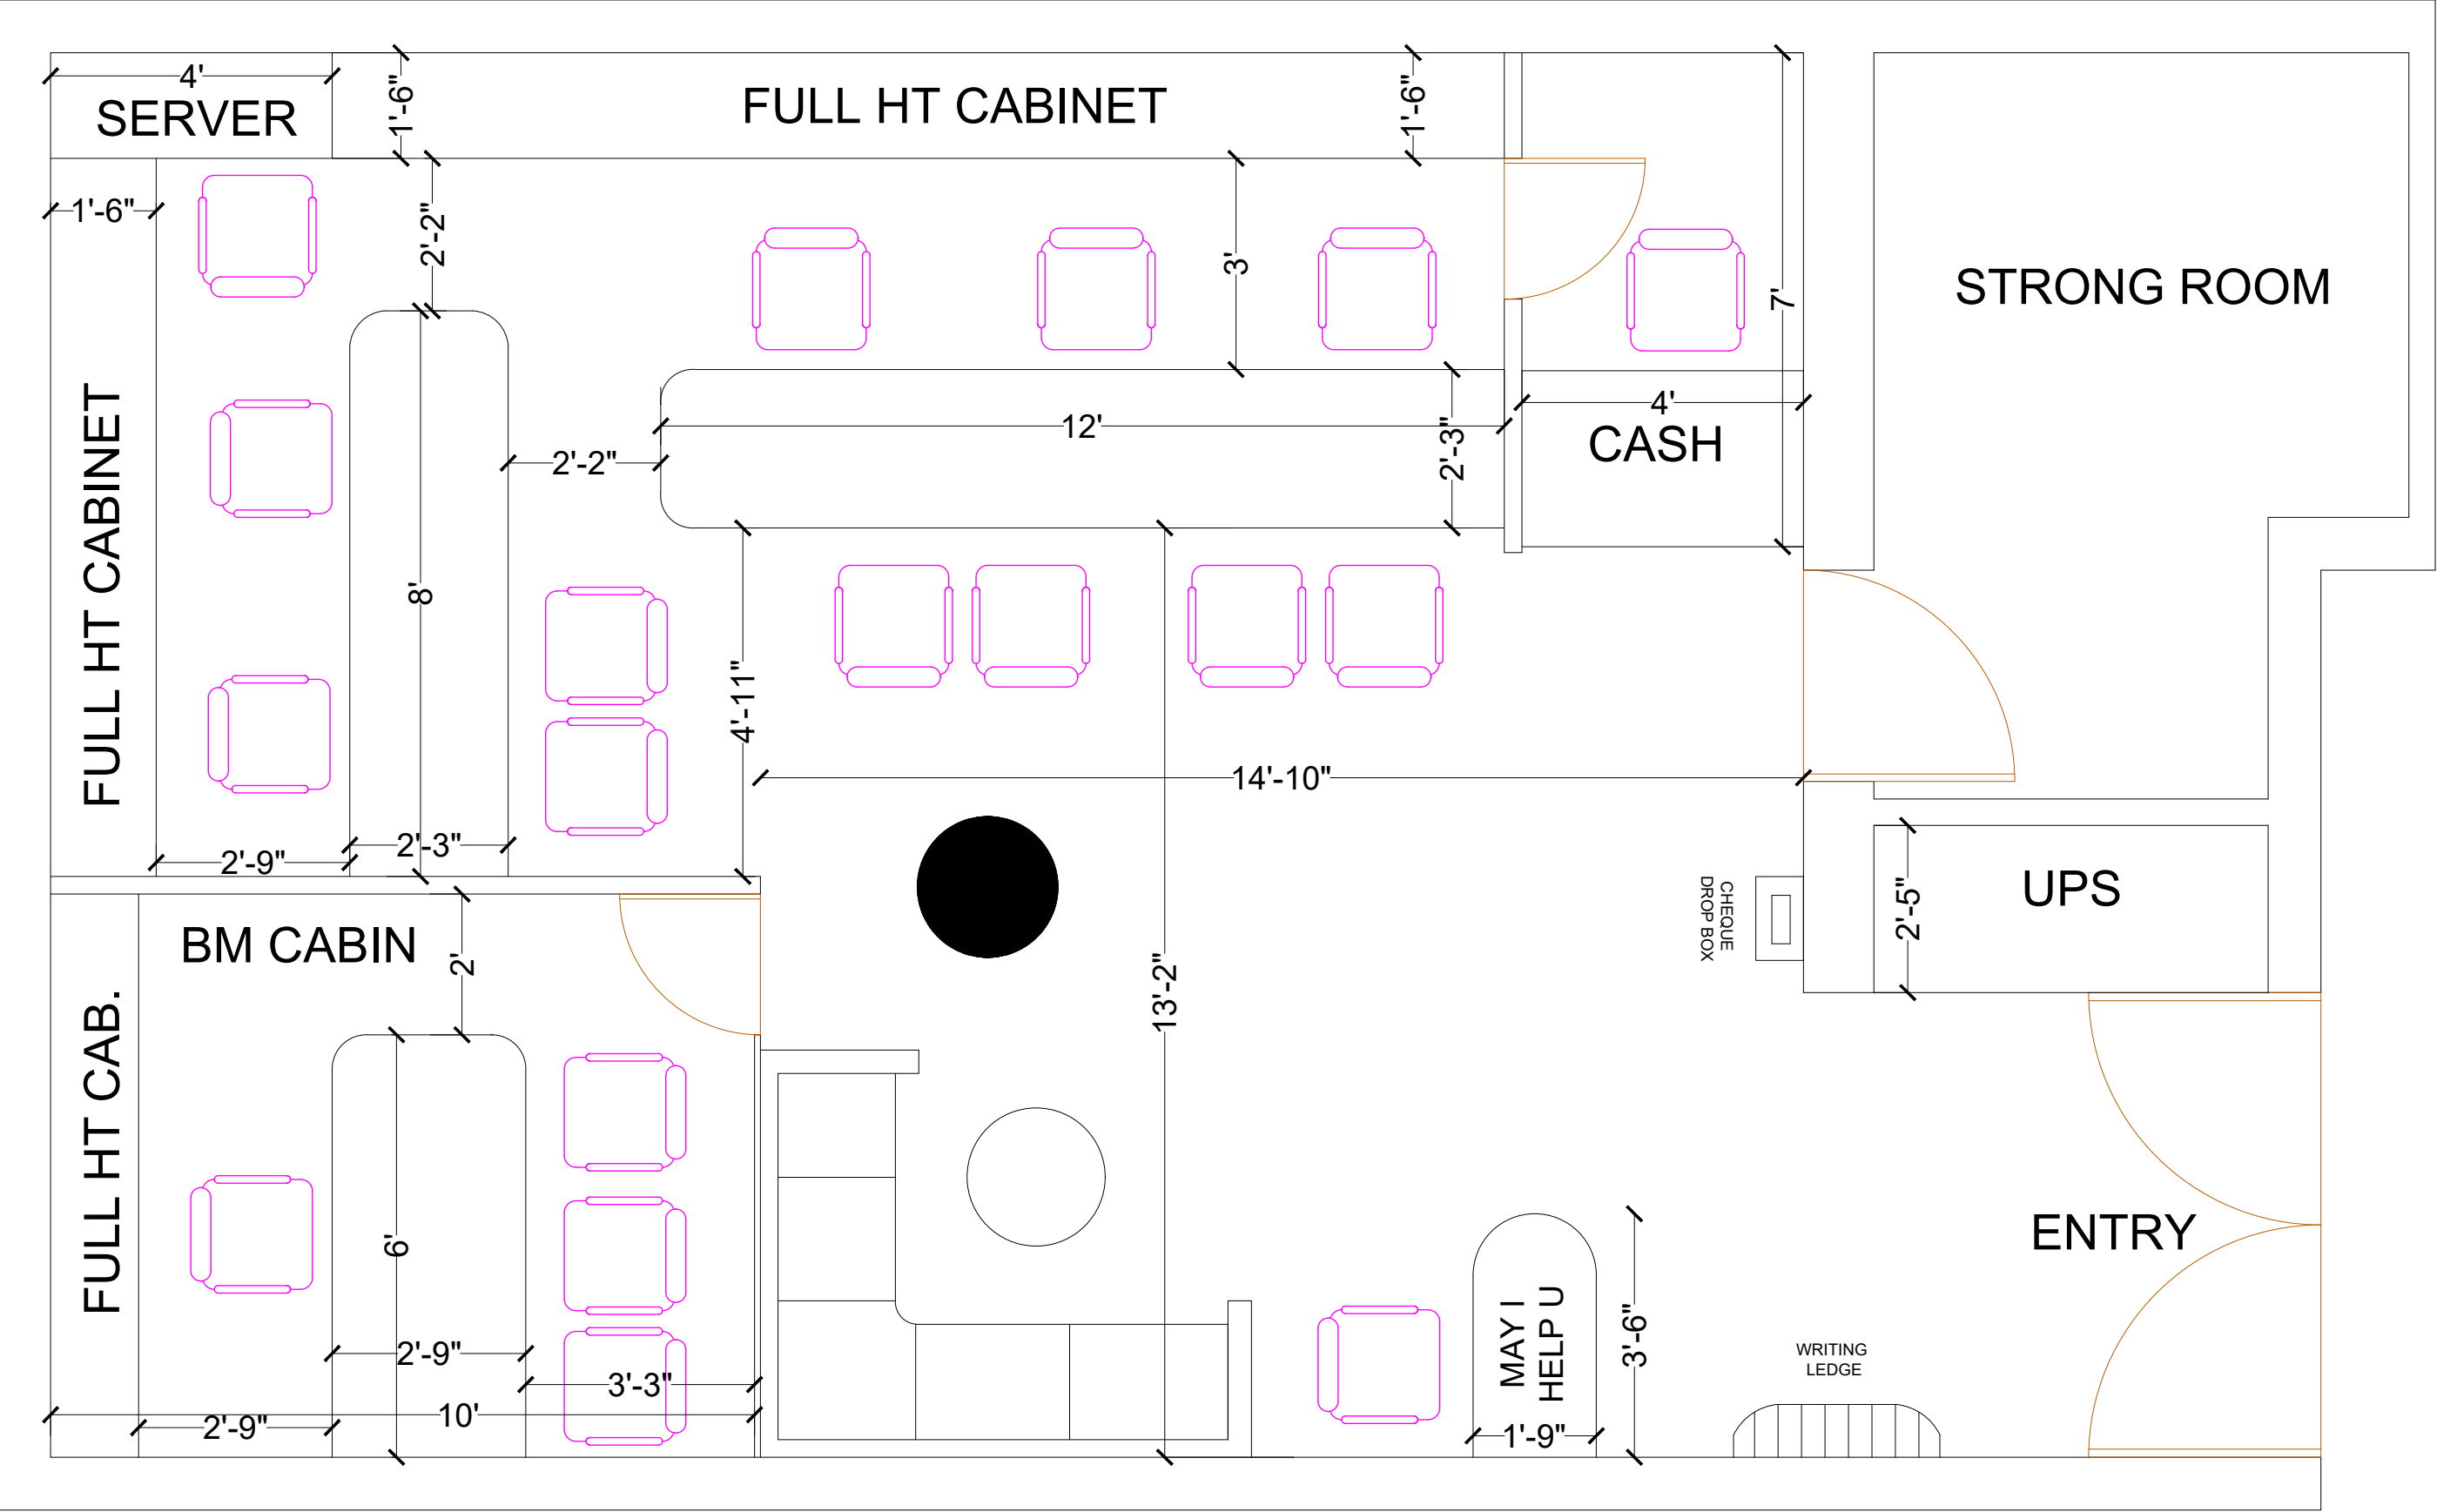 4'
SERVER
1'-6"
FULL HT CABINET
1'-6"
1'-6"
2'-2"
3'
7'
STRONG ROOM
FULL HT CABINET
12'
2'-3"
4'
CASH
2'-2"
8'
4'-11"
14'-10"
2'-3"
2'-9"
UPS
2'-5"
CHEQUE
DROP BOX
BM CABIN
2'
13'-2"
FULL HT CAB.
6'
ENTRY
MAY I
HELP U
3'-6"
WRITING
LEDGE
2'-9"
3'-3"
10'
2'-9"
1'-9"